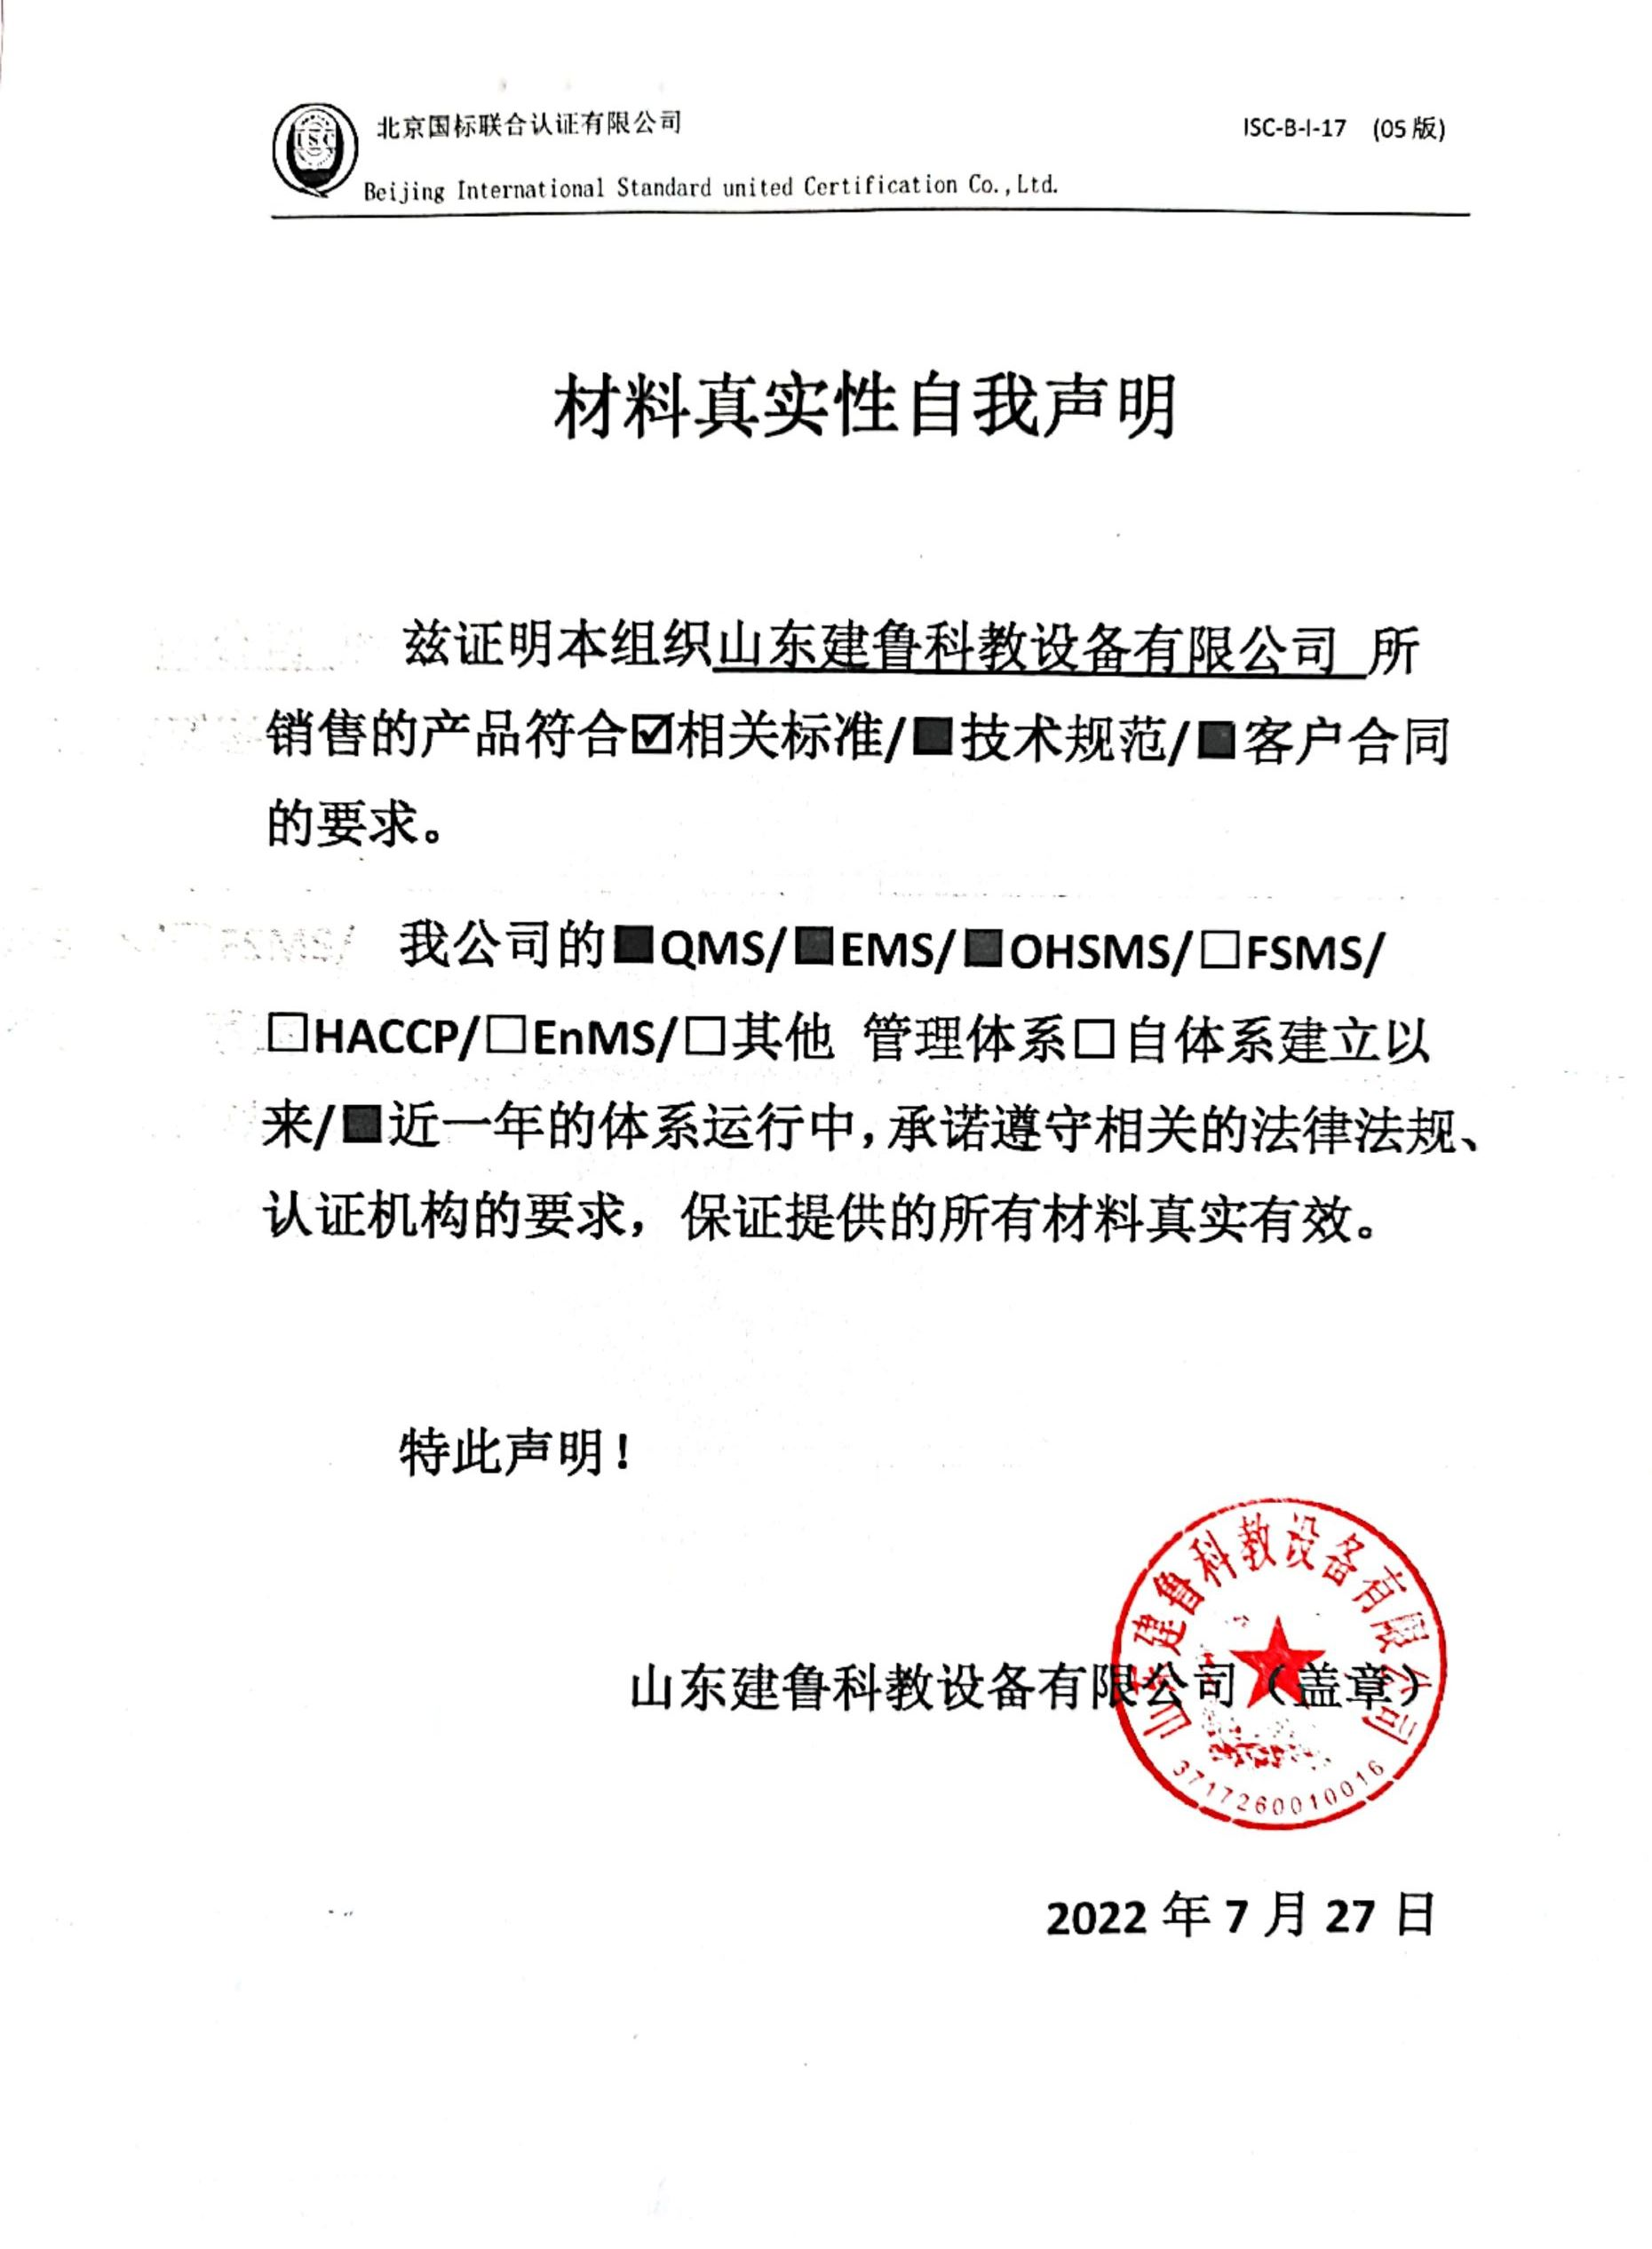 ISC
北京国标联合认证有限公司
ISC-B-I-17 (05版)
Beijing International Standard united Certification Co.,Ltd.
材料真实性自我声明
兹证明本组织山东建鲁科教设备有限公司 所
销售的产品符合☑相关标准/■技术规范/■客户合同
的要求。
我公司的■QMS/■EMS/■OHSMS/□FSMS/
□HACCP/□EnMS/□其他 管理体系□自体系建立以
来/■近一年的体系运行中,承诺遵守相关的法律法规、
认证机构的要求，保证提供的所有材料真实有效。
特此声明！
山东建鲁科教设备有限公司（盖章）
山东建鲁科教设备有限公司
3717260010016
2022 年 7 月 27 日